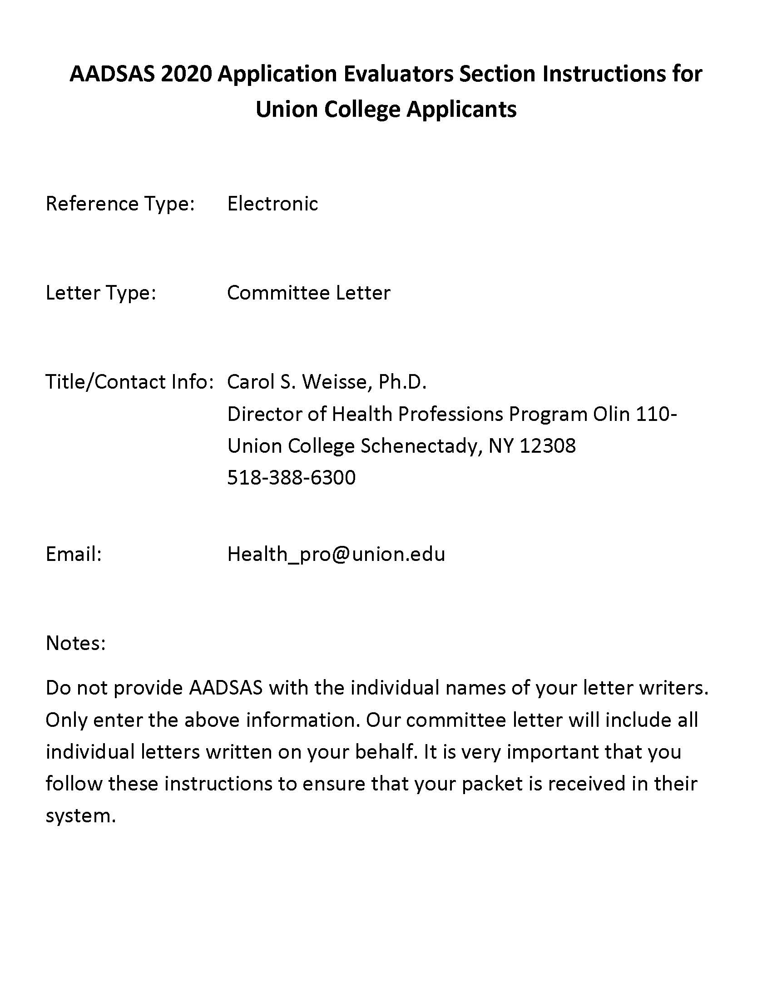 AADSAS 2020 Application Evaluators Section Instructions for
Union College Applicants
Reference Type: Electronic
Letter Type: Committee Letter
Title/Contact Info: Carol S. Weisse, Ph.D.
Director of Health Professions Program Olin 110-
Union College Schenectady, NY 12308
518-388-6300
Email: Health_pro@union.edu
Notes:
Do not provide AADSAS with the individual names of your letter writers.
Only enter the above information. Our committee letter will include all
individual letters written on your behalf. It is very important that you
follow these instructions to ensure that your packet is received in their
system.